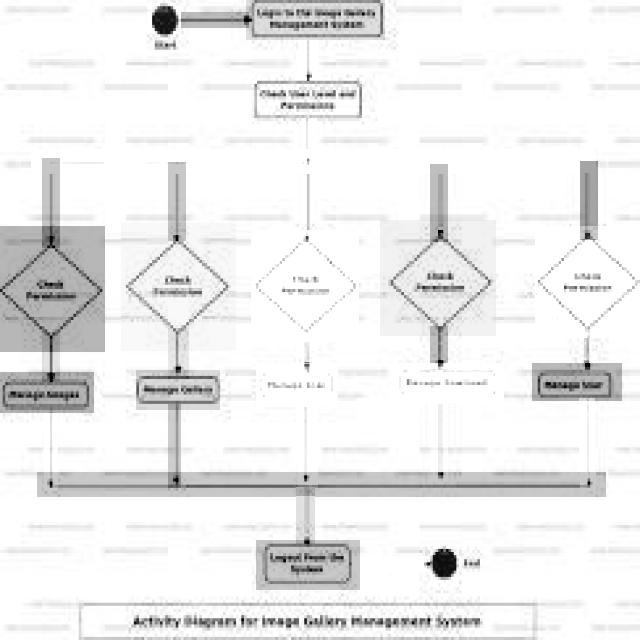 Login to the Image Gallery
Management System
Start
Check User Level and
Permissions
Check
Permission
Check
Permission
Check
Permission
Check
Permission
Check
Permission
Manage Images
Manage Gallery
Manage
Manage Download
Manage User
Logout From the
System
End
Activity Diagram for Image Gallery Management System